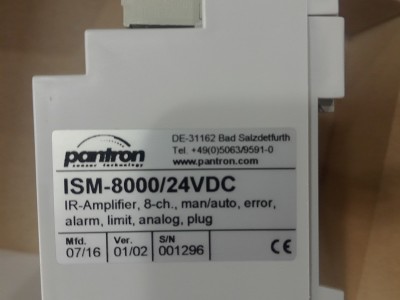 pantron
sensor technology
DE-31162 Bad Salzdetfurth
Tel. +49(0)5063/9591-0
www.pantron.com
ISM-8000/24VDC
IR-Amplifier, 8-ch., man/auto, error,
alarm, limit, analog, plug
Mfd. Ver. S/N
07/16 01/02 001296 CE